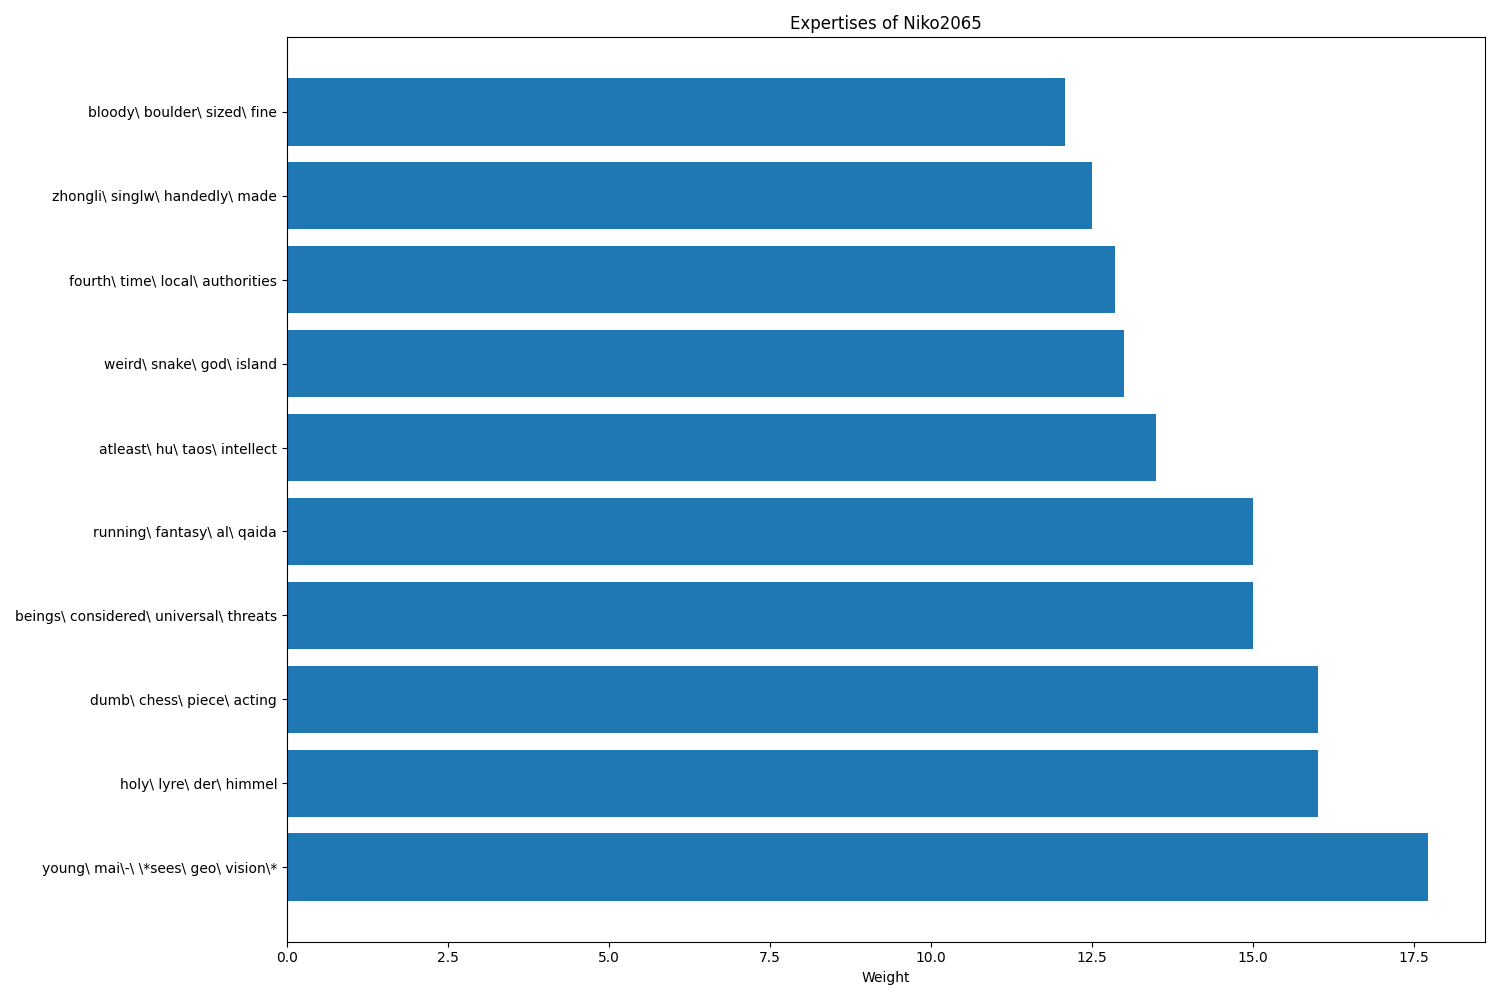 Expertises of Niko2065
bloody\ boulder\ sized\ fine
zhongli\ singlw\ handedly\ made
fourth\ time\ local\ authorities
weird\ snake\ god\ island
atleast\ hu\ taos\ intellect
running\ fantasy\ al\ qaida
beings\ considered\ universal\ threats
dumb\ chess\ piece\ acting
holy\ lyre\ der\ himmel
young\ mai\-\ \*sees\ geo\ vision\*
0.0 2.5 5.0 7.5 10.0 12.5 15.0 17.5
Weight